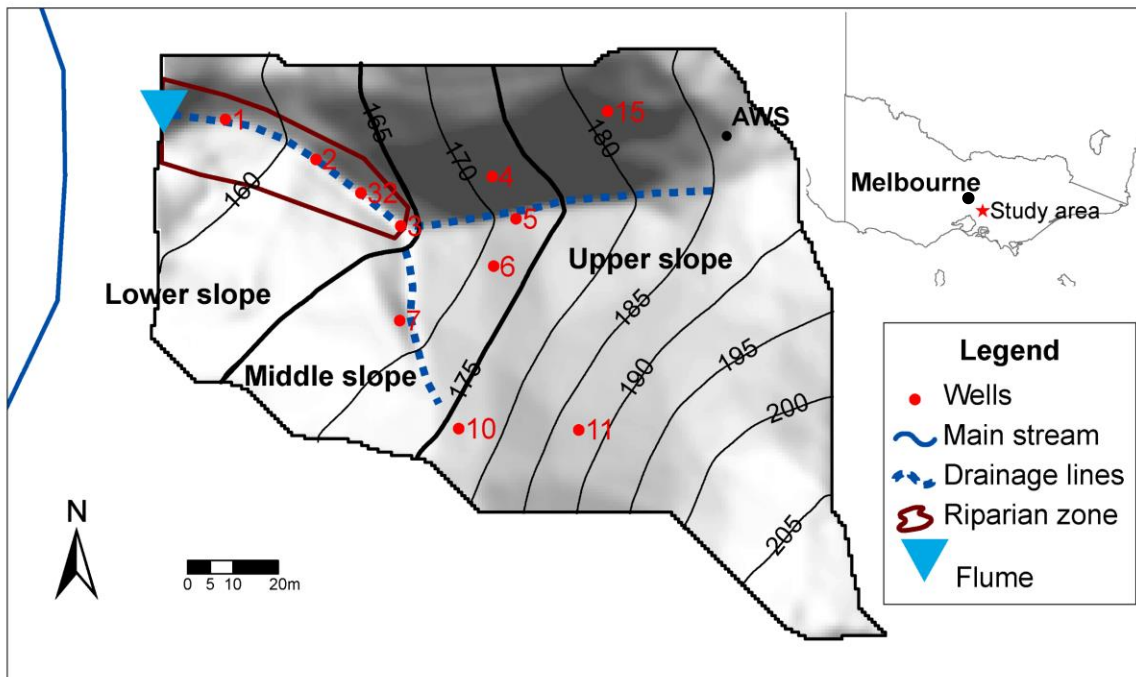 1
2
32
3
4
5
6
7
10
11
15
160
165
170
175
180
185
190
195
200
205
AWS
Lower slope
Middle slope
Upper slope
Melbourne
Study area
Legend
Wells
Main stream
Drainage lines
Riparian zone
Flume
N
0 5 10 20m